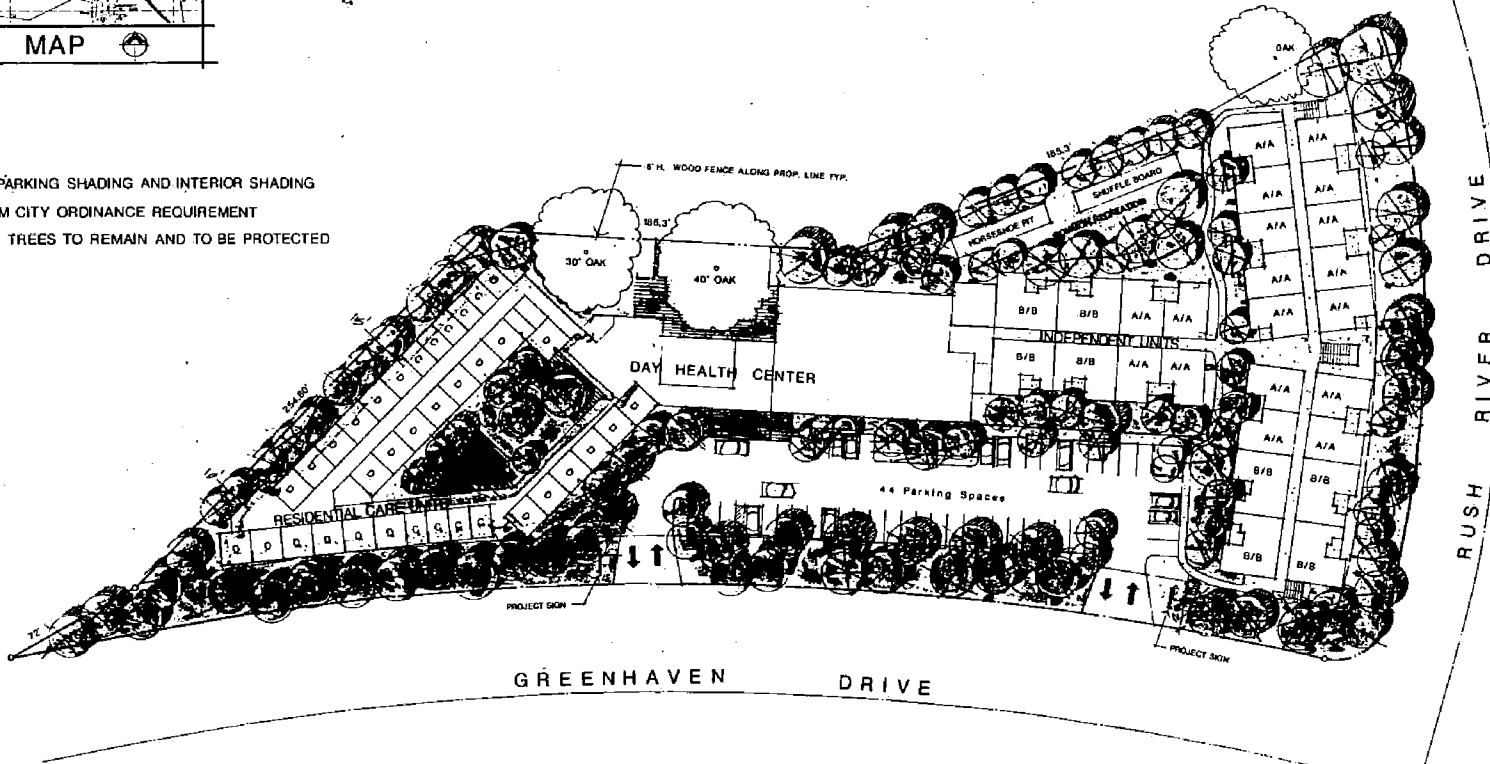 MAP
PARKING SHADING AND INTERIOR SHADING
M CITY ORDINANCE REQUIREMENT
TREES TO REMAIN AND TO BE PROTECTED
6' H. WOOD FENCE ALONG PROP. LINE TYP.
OAK
185.3'
SHUFFLE BOARD
HORSESHOE PIT
186.3'
30" OAK
40" OAK
A/A A/A
A/A A/A
A/A A/A
A/A A/A
A/A A/A
B/B B/B A/A A/A
INDEPENDENT UNITS
B/B B/B A/A A/A
DAY HEALTH CENTER
A/A A/A
A/A A/A
B/B B/B
B/B B/B
44 Parking Spaces
RESIDENTIAL CARE UNITS
72'
PROJECT SIGN
PROJECT SIGN
GREENHAVEN DRIVE
RUSH RIVER DRIVE